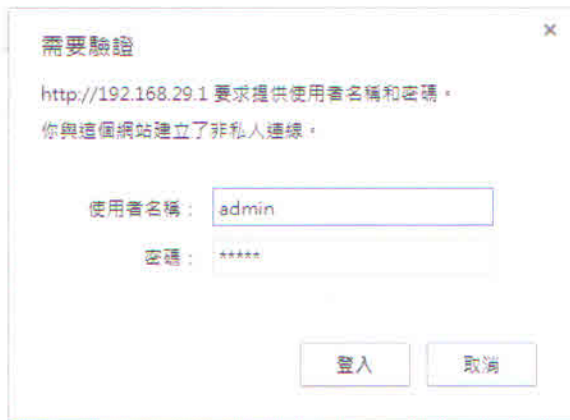 需要驗證
×
http://192.168.29.1 要求提供使用者名稱和密碼。
你與這個網站建立了非私人連線。
使用者名稱： admin
密碼： *****
登入 取消